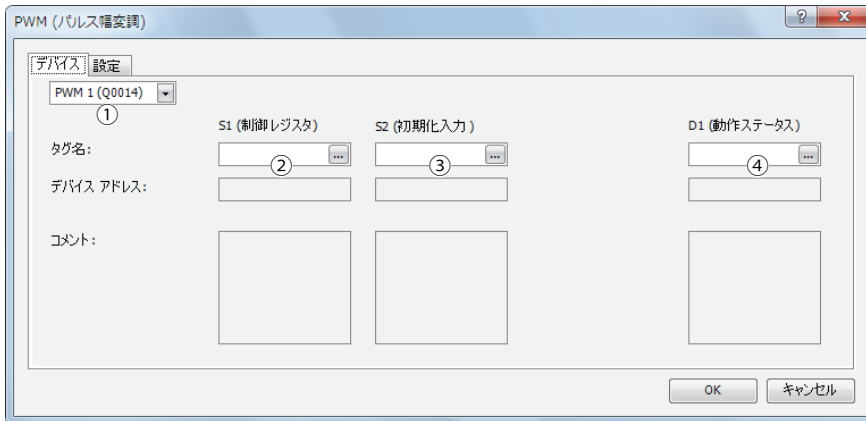 PWM (パルス幅変調)
デバイス 設定
PWM 1 (Q0014)
①
S1 (制御レジスタ) S2 (初期化入力 ) D1 (動作ステータス)
タグ名: ... ... ...
② ③ ④
デバイス アドレス:
コメント:
OK キャンセル